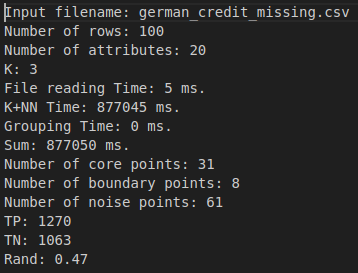 Input filename: german_credit_missing.csv
Number of rows: 100
Number of attributes: 20
K: 3
File reading Time: 5 ms.
K+NN Time: 877045 ms.
Grouping Time: 0 ms.
Sum: 877050 ms.
Number of core points: 31
Number of boundary points: 8
Number of noise points: 61
TP: 1270
TN: 1063
Rand: 0.47